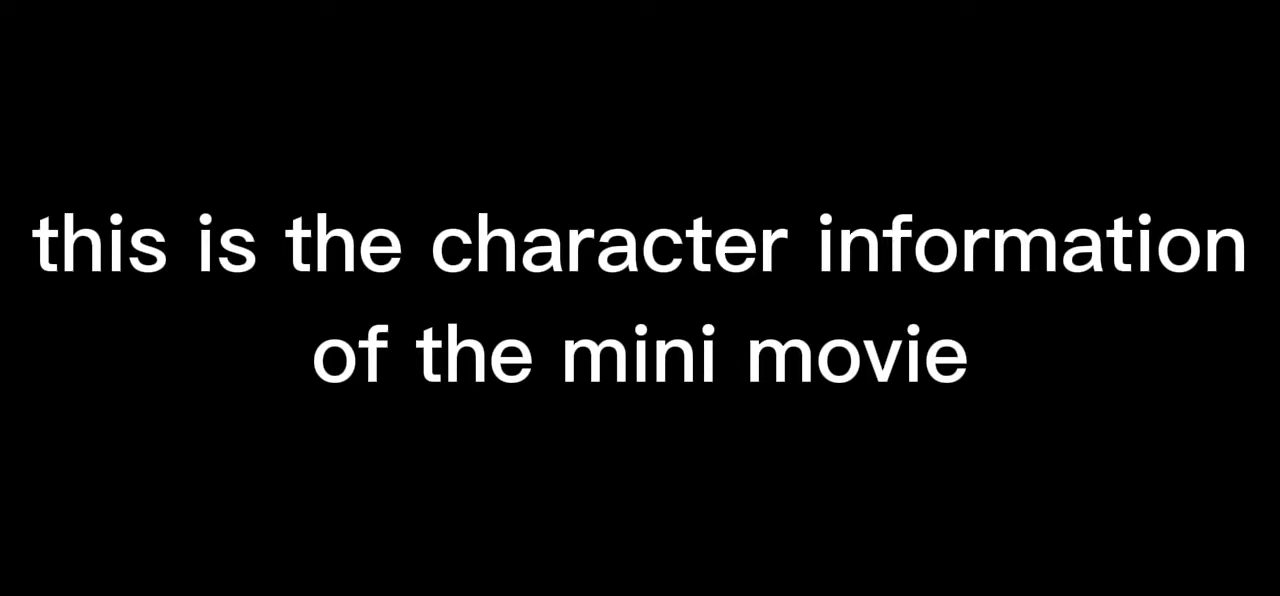 this is the character information
of the mini movie